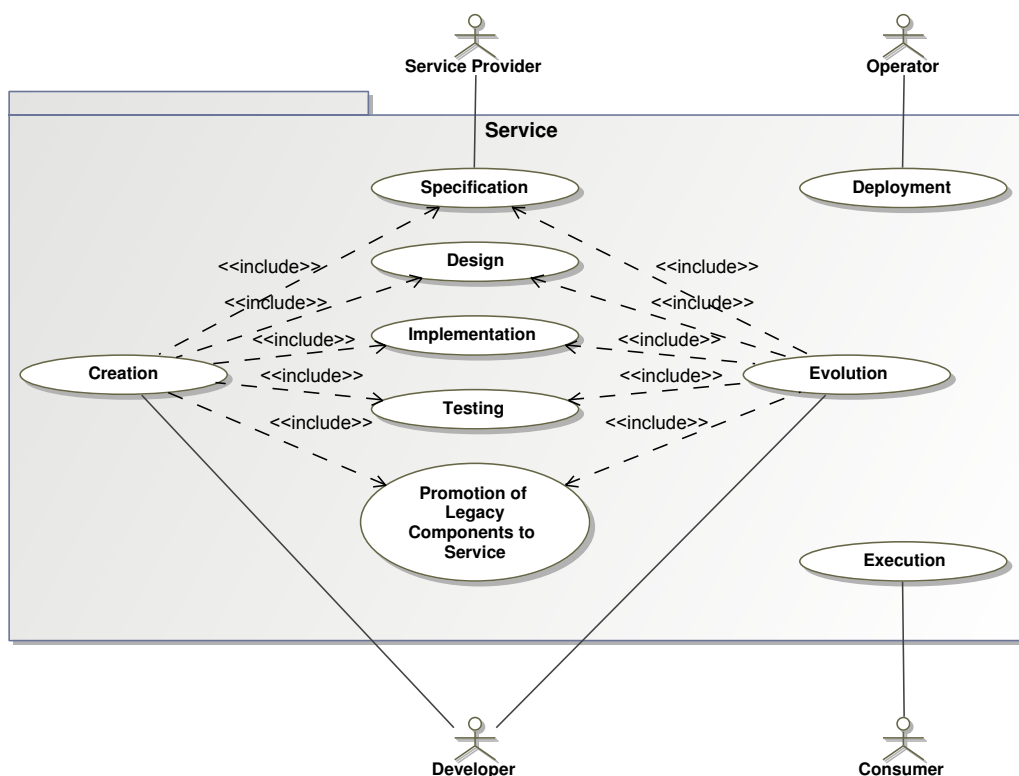 Service Provider
Operator
Service
Specification
Deployment
<<include>>
<<include>>
Design
<<include>>
<<include>>
<<include>>
Implementation
<<include>>
Creation
<<include>>
<<include>>
Evolution
Testing
<<include>>
<<include>>
Promotion of
Legacy
Components to
Service
Execution
Developer
Consumer